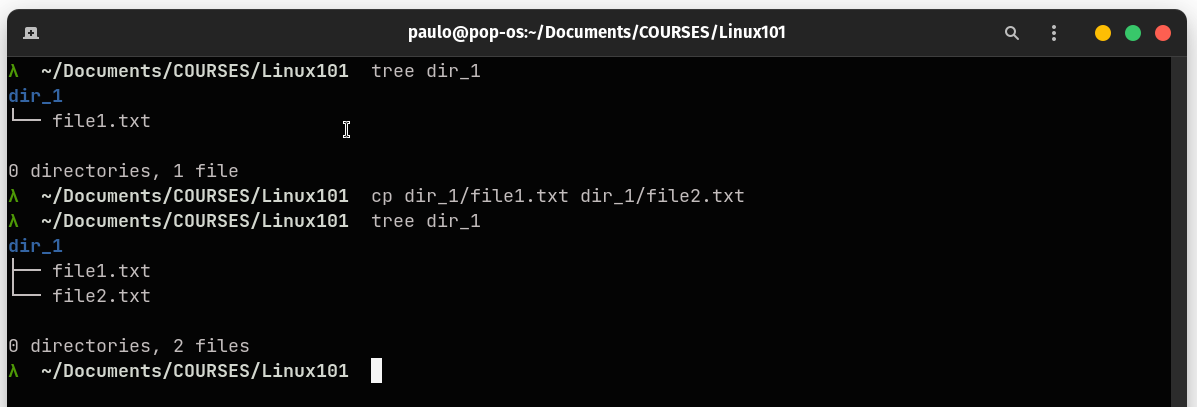 paulo@pop-os:~/Documents/COURSES/Linux101
λ  ~/Documents/COURSES/Linux101  tree dir_1
dir_1
└── file1.txt
0 directories, 1 file
λ  ~/Documents/COURSES/Linux101  cp dir_1/file1.txt dir_1/file2.txt
λ  ~/Documents/COURSES/Linux101  tree dir_1
dir_1
├── file1.txt
└── file2.txt
0 directories, 2 files
λ  ~/Documents/COURSES/Linux101